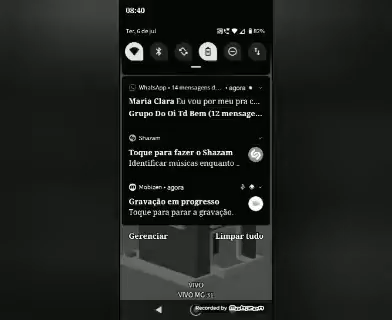 08:40
Ter, 6 de jul
82%
WhatsApp • 14 mensagens d... • agora
Maria Clara Eu vou por meu pra c...
Grupo Do Oi Td Bem (12 mensage...
Shazam
Toque para fazer o Shazam
Identificar músicas enquanto ..
Mobizen • agora
Gravação em progresso
Toque para parar a gravação.
Gerenciar Limpar tudo
VIVO
VIVO MG 31
Recorded by